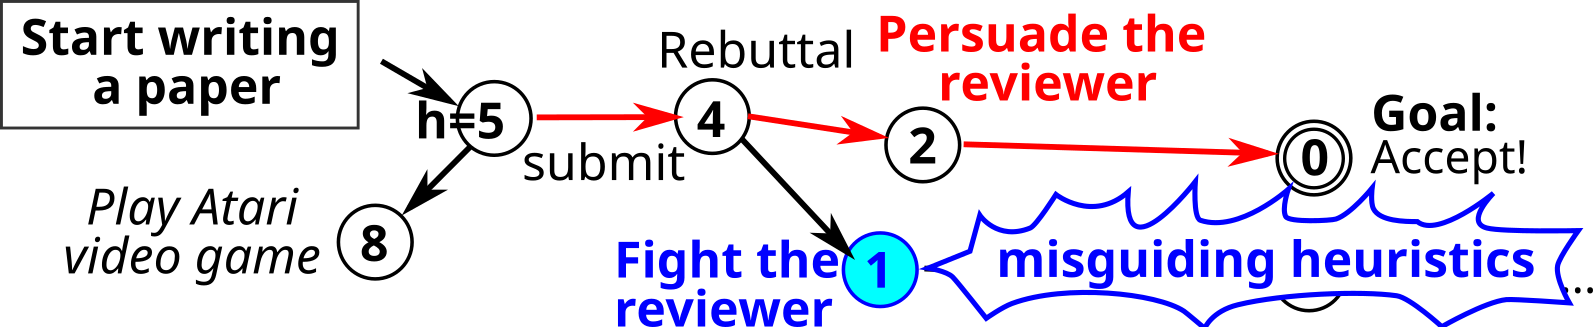 Start writing
a paper
h=5
submit
Rebuttal
4
Persuade the
reviewer
2
0
Goal:
Accept!
Play Atari
video game
8
Fight the
reviewer
1
misguiding heuristics
...